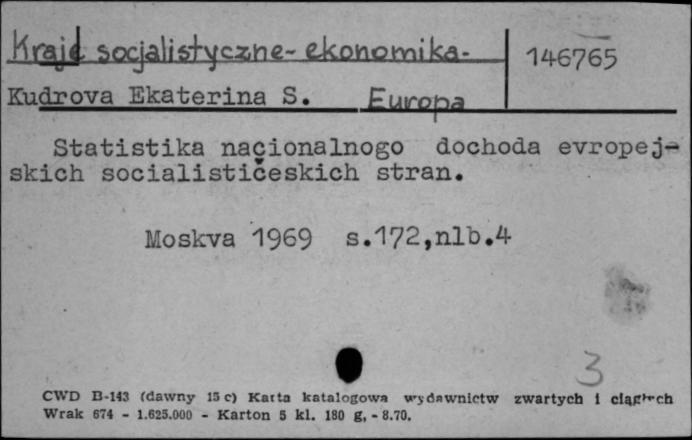 Kraje socjalistyczne - ekonomika -
146765
Kudrova Ekaterina S. Europa
Statistika nacionalnogo dochoda evropej-
skich socialističeskich stran.
Moskva 1969 s.172,nlb.4
3
CWD B-143 (dawny 15 c) Karta katalogowa wydawnictw zwartych i ciągłych
Wrak 674 - 1.625.000 - Karton 5 kl. 180 g, - 8.70.